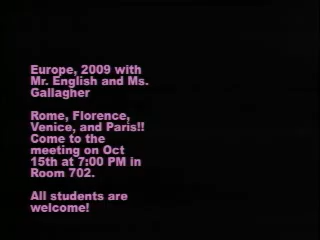 Europe, 2009 with
Mr. English and Ms.
Gallagher
Rome, Florence,
Venice, and Paris!!
Come to the
meeting on Oct
15th at 7:00 PM in
Room 702.
All students are
welcome!